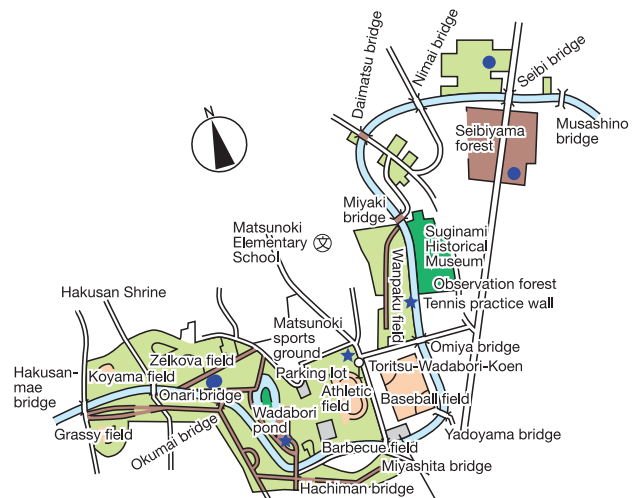 Daimatsu bridge
Nimai bridge
Seibi bridge
Musashino
bridge
Seibiyama
forest
N
Miyaki
bridge
Suginami
Historical
Museum
Matsunoki
Elementary
School
文
Wanpaku field
Observation forest
Tennis practice wall
Hakusan Shrine
Matsunoki
sports
ground
Omiya bridge
Zelkova field
Parking lot
Toritsu-Wadabori-Koen
Hakusan-
mae
bridge
Koyama field
Onari bridge
Athletic
field
Baseball field
Wadabori
pond
Grassy field
Okumai bridge
Yadoyama bridge
Barbecue field
Miyashita bridge
Hachiman bridge